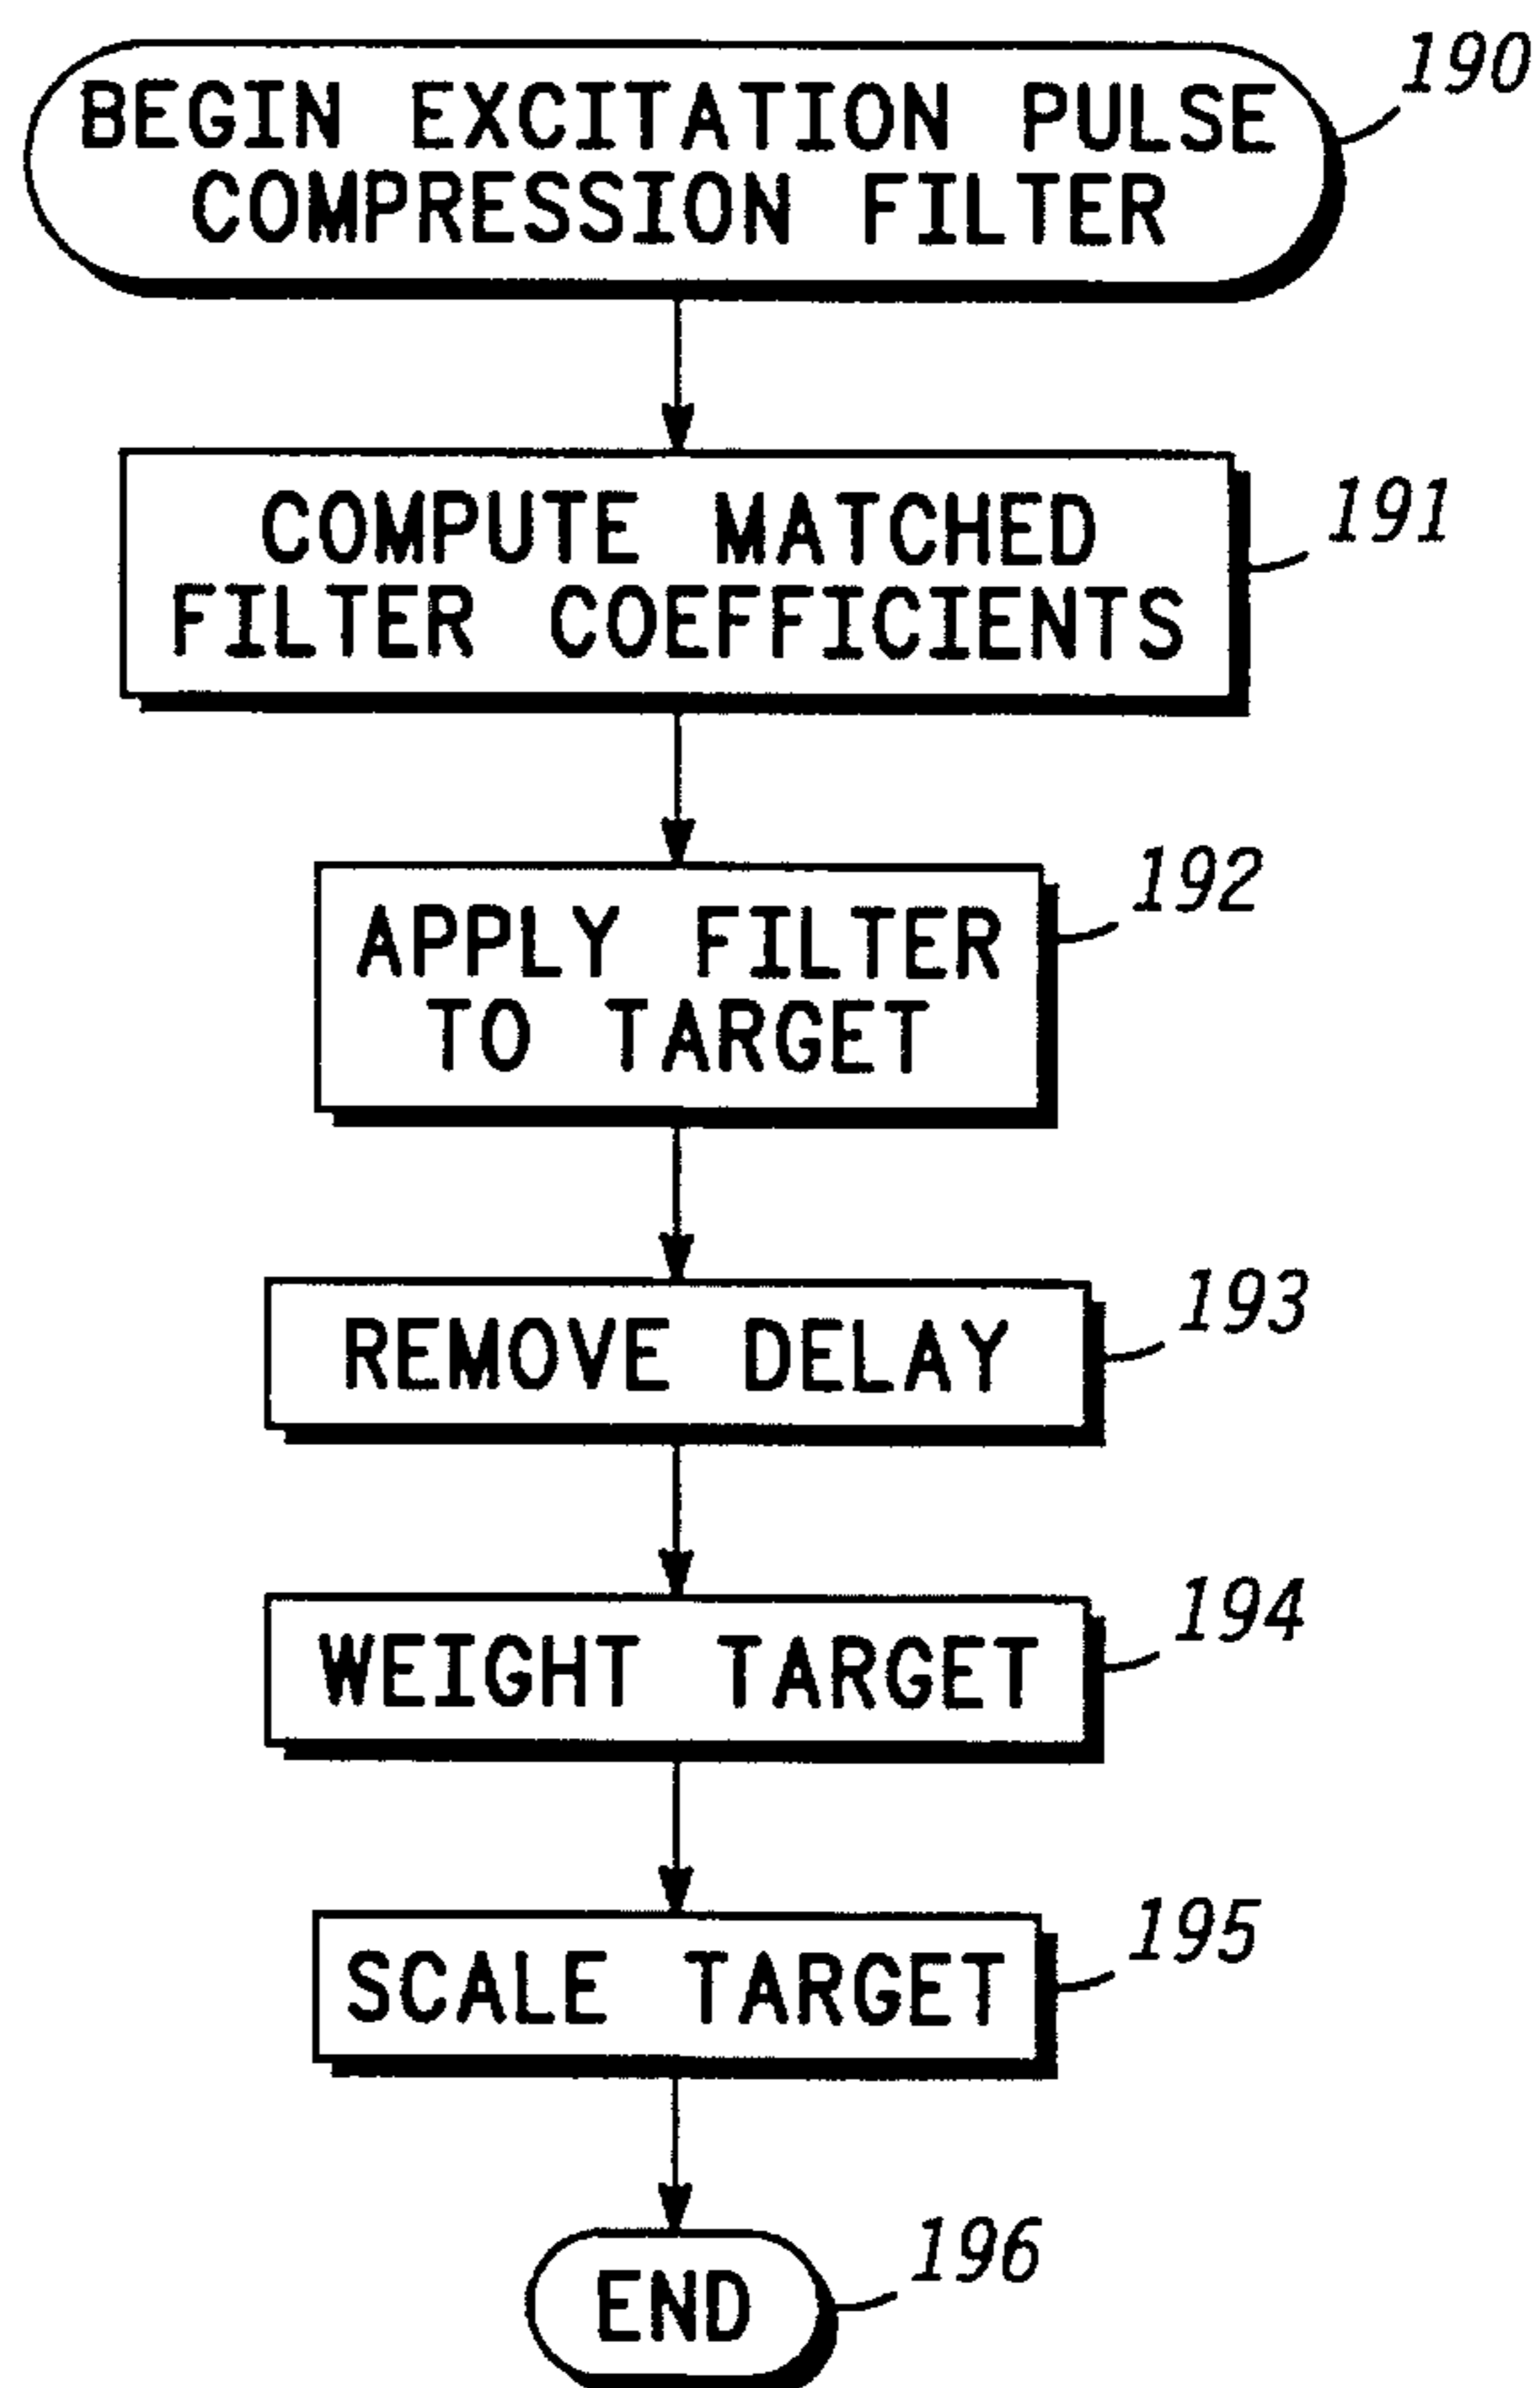 190
BEGIN EXCITATION PULSE
COMPRESSION FILTER
191
COMPUTE MATCHED
FILTER COEFFICIENTS
192
APPLY FILTER
TO TARGET
193
REMOVE DELAY
194
WEIGHT TARGET
195
SCALE TARGET
196
END